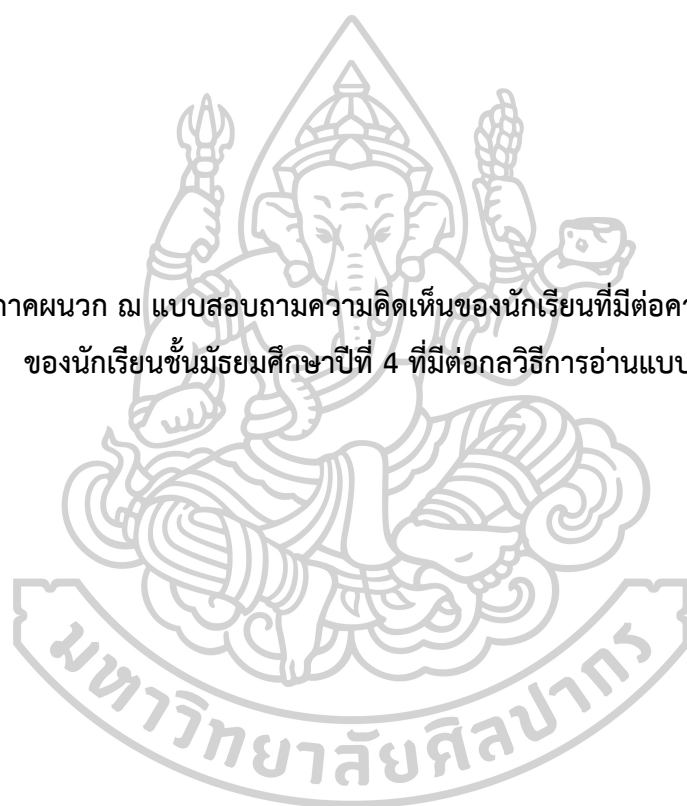 ภาคผนวก ณ แบบสอบถามความคิดเห็นของนักเรียนที่มีต่อ
ของนักเรียนชั้นมัธยมศึกษาปีที่ 4 ที่มีต่อกลวิธีการอ่านแบบ
มหาวิทยาลัยศิลปากร